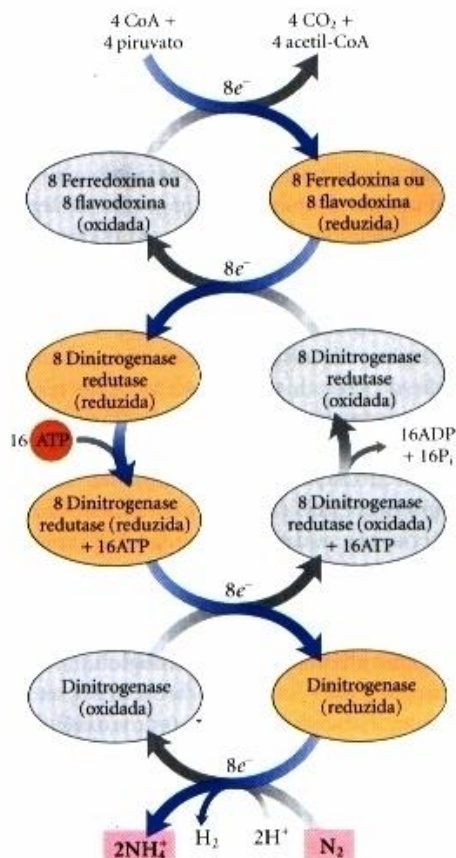 4 CoA +
4 piruvato
4 CO₂ +
4 acetil-CoA
8e⁻
8 Ferredoxina ou
8 flavodoxina
(oxidada)
8 Ferredoxina ou
8 flavodoxina
(reduzida)
8e⁻
8 Dinitrogenase
redutase
(reduzida)
8 Dinitrogenase
redutase
(oxidada)
16 ATP
16ADP
+ 16Pᵢ
8 Dinitrogenase
redutase (reduzida)
+ 16ATP
8 Dinitrogenase
redutase (oxidada)
+ 16ATP
8e⁻
Dinitrogenase
(oxidada)
Dinitrogenase
(reduzida)
8e⁻
2NH₄⁺
H₂
2H⁺
N₂